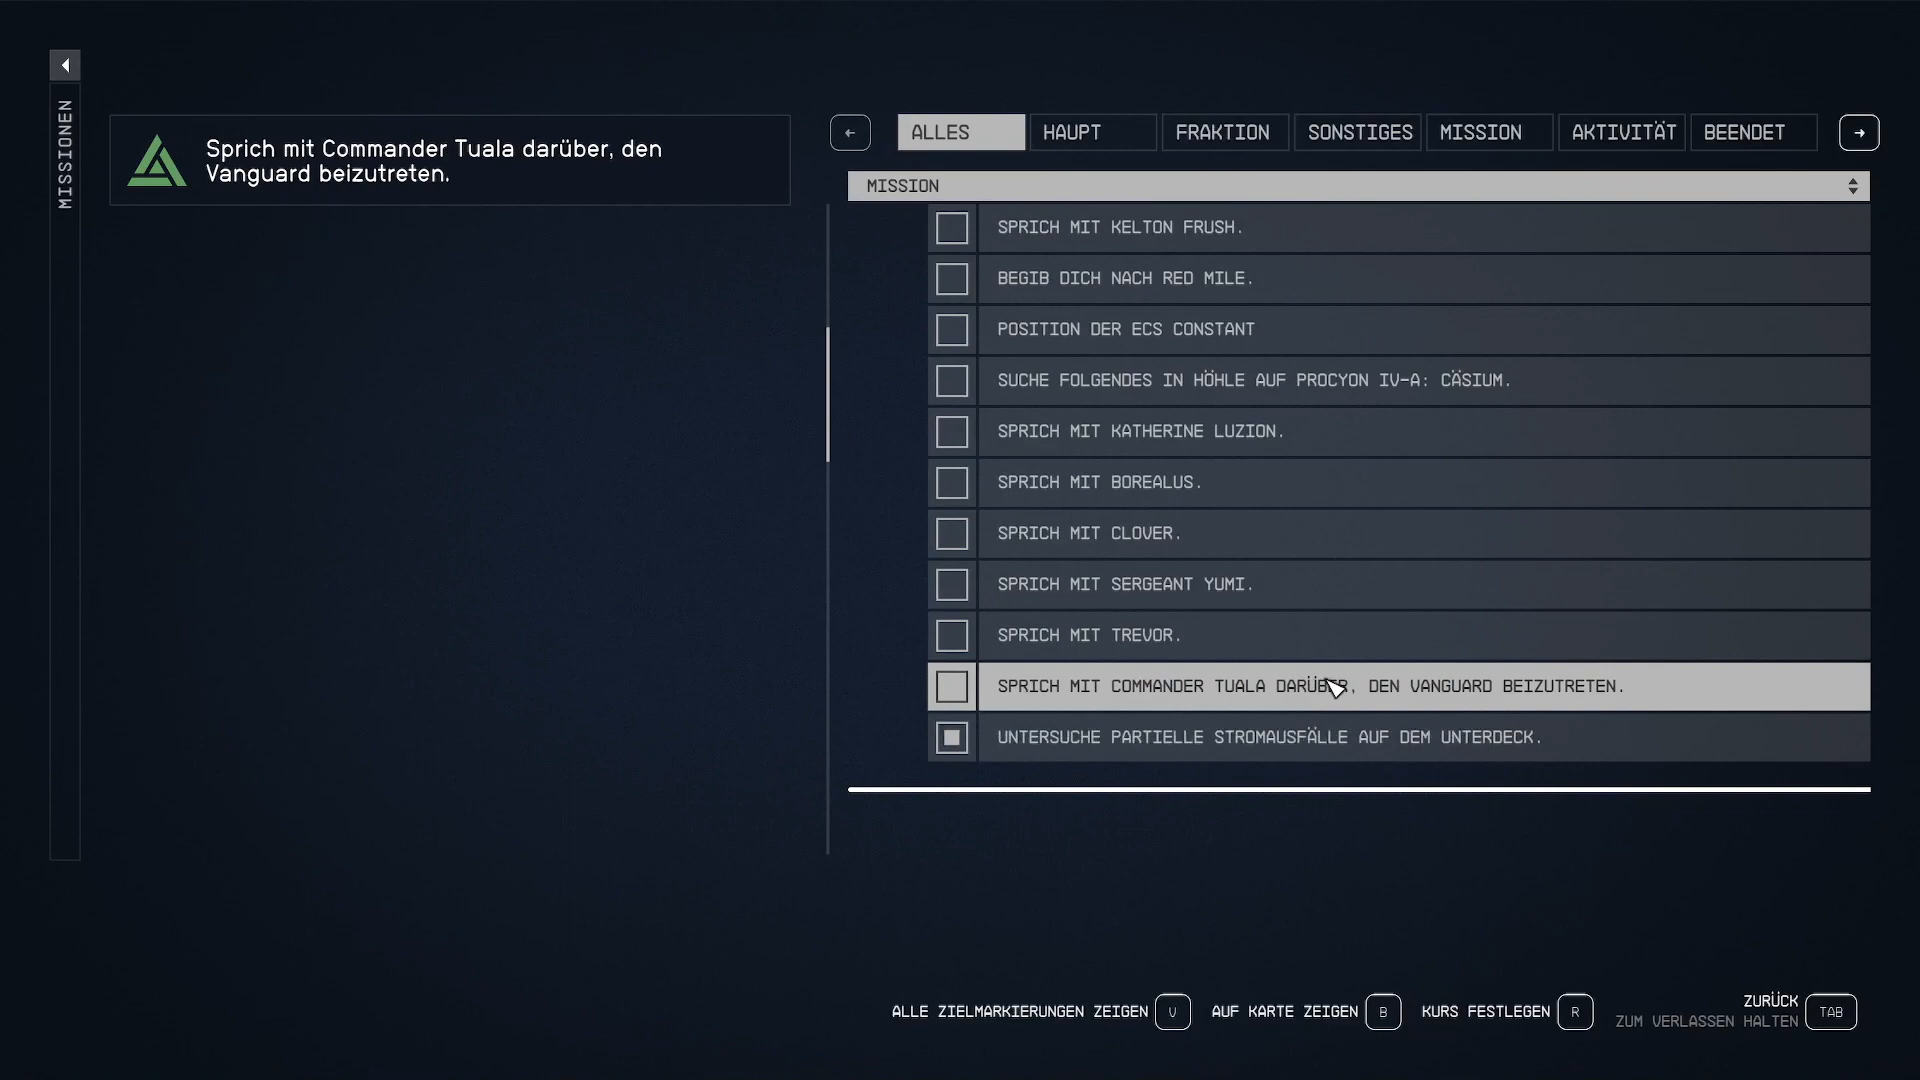 MISSIONEN
Sprich mit Commander Tuala darüber, den
Vanguard beizutreten.
ALLES
HAUPT
FRAKTION
SONSTIGES
MISSION
AKTIVITÄT
BEENDET
MISSION
SPRICH MIT KELTON FRUSH.
BEGIB DICH NACH RED MILE.
POSITION DER ECS CONSTANT
SUCHE FOLGENDES IN HÖHLE AUF PROCYON IV-A: CÄSIUM.
SPRICH MIT KATHERINE LUZION.
SPRICH MIT BOREALUS.
SPRICH MIT CLOVER.
SPRICH MIT SERGEANT YUMI.
SPRICH MIT TREVOR.
SPRICH MIT COMMANDER TUALA DARÜBER, DEN VANGUARD BEIZUTRETEN.
UNTERSUCHE PARTIELLE STROMAUSFÄLLE AUF DEM UNTERDECK.
ALLE ZIELMARKIERUNGEN ZEIGEN V
AUF KARTE ZEIGEN B
KURS FESTLEGEN R
ZURÜCK
ZUM VERLASSEN HALTEN TAB